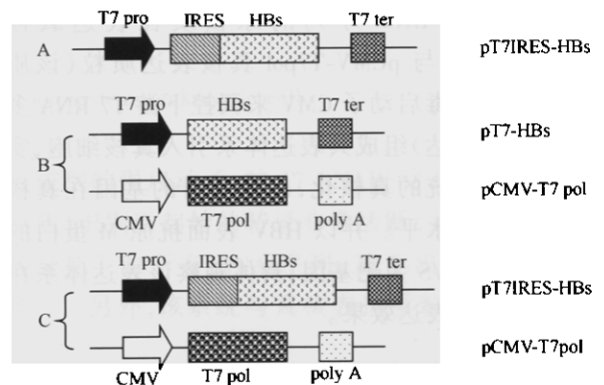 T7 pro IRES HBs T7 ter
A pT7IRES-HBs
T7 pro HBs T7 ter
pT7-HBs
B
pCMV-T7 pol
CMV T7 pol poly A
T7 pro IRES HBs T7 ter
pT7IRES-HBs
C
pCMV-T7pol
CMV T7 pol poly A